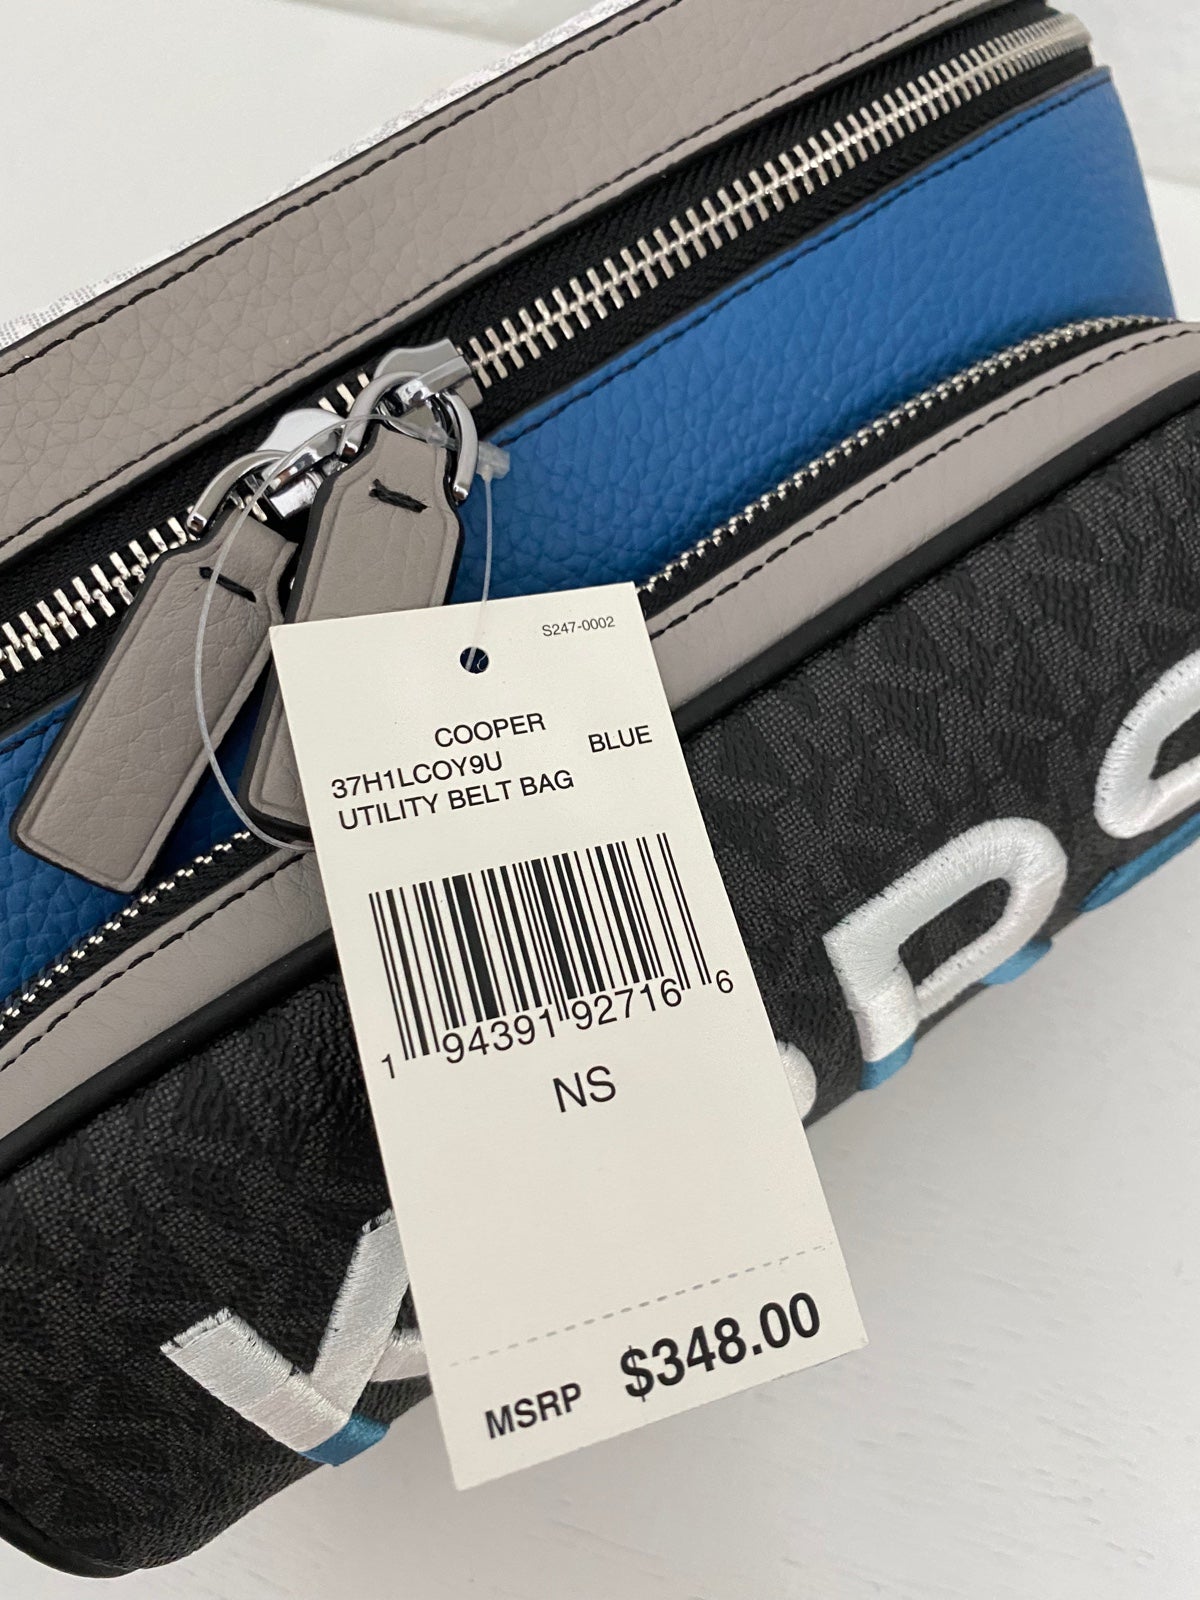 S247-0002
COOPER
37H1LCOY9U BLUE
UTILITY BELT BAG
1 94391 92716 6
NS
MSRP $348.00
K